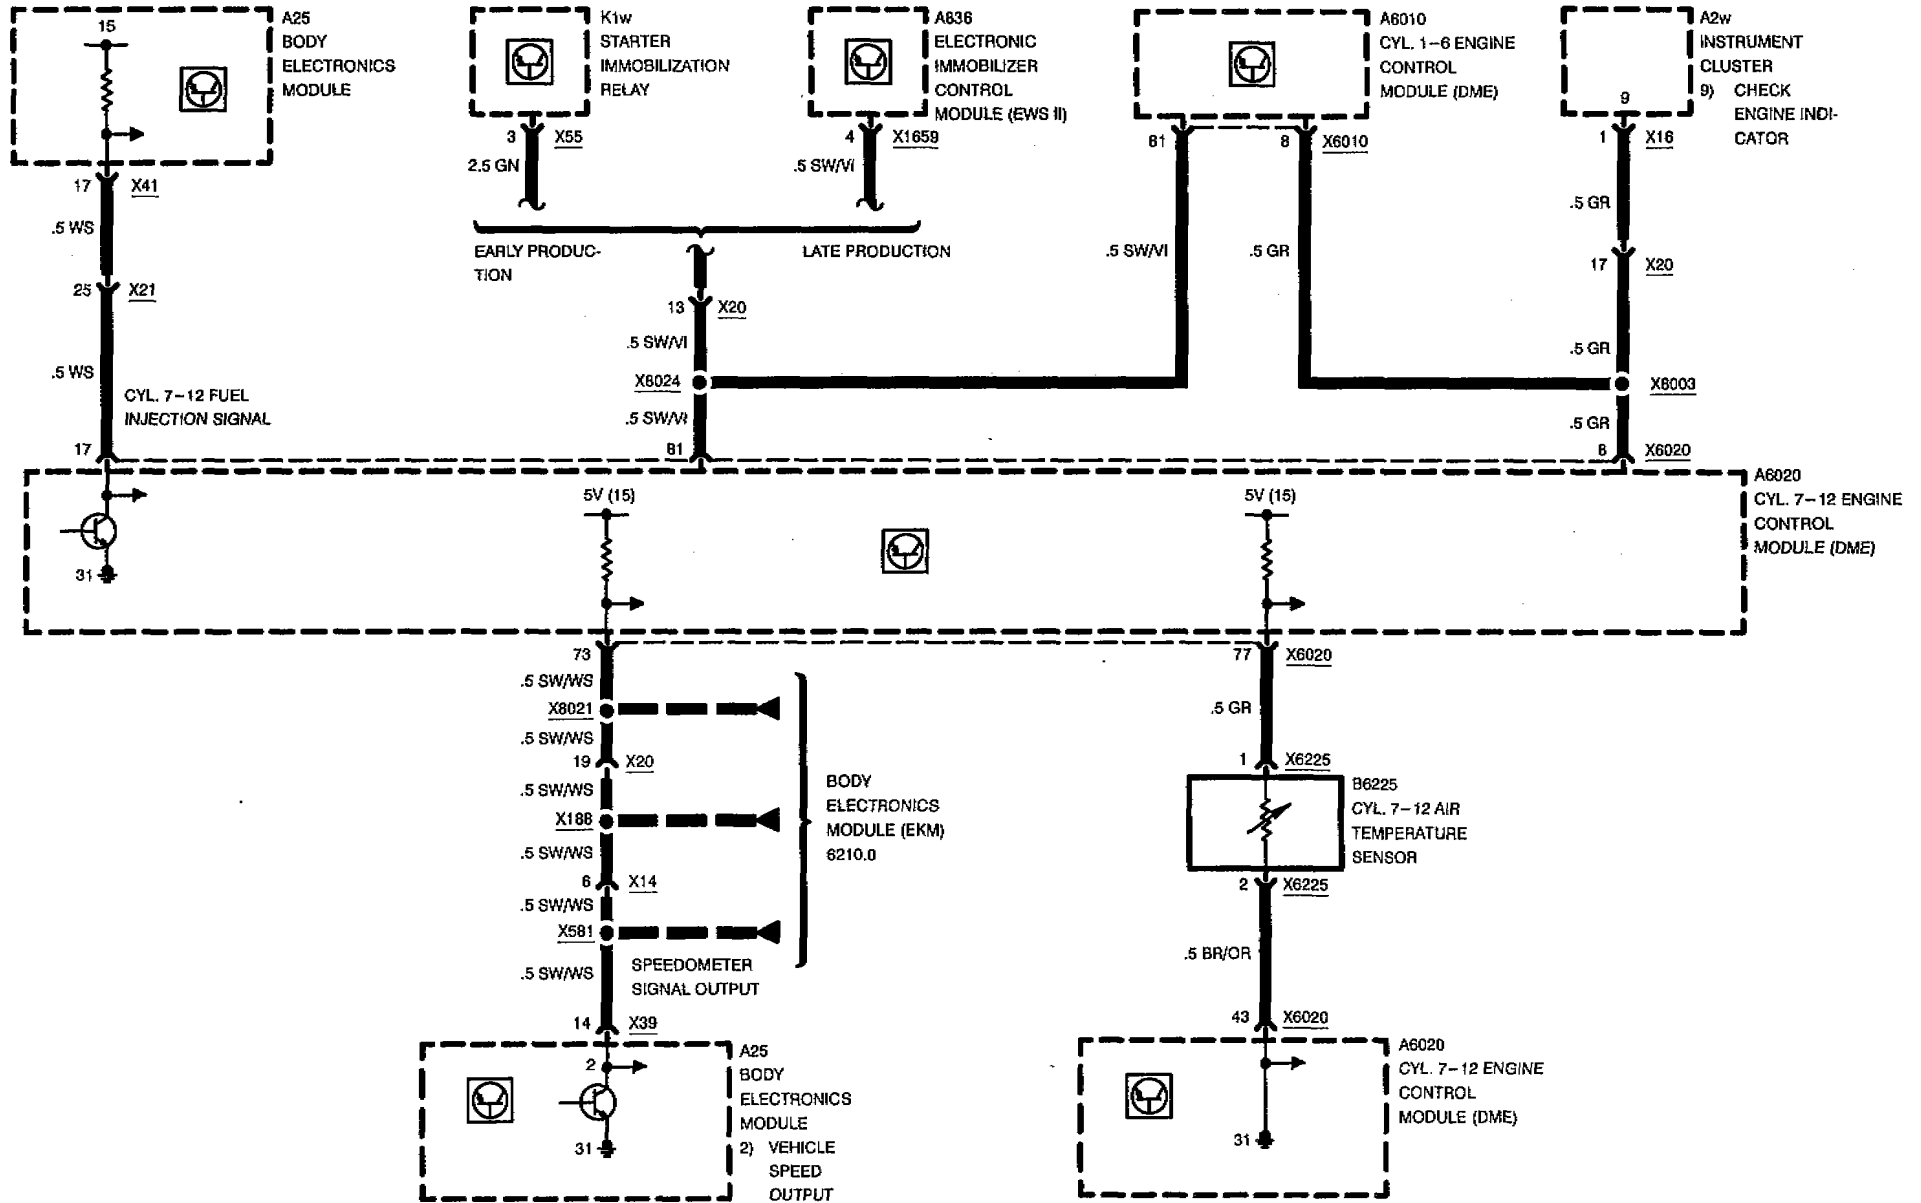 15
A25
BODY
ELECTRONICS
MODULE
K1w
STARTER
IMMOBILIZATION
RELAY
A836
ELECTRONIC
IMMOBILIZER
CONTROL
MODULE (EWS II)
A6010
CYL. 1-6 ENGINE
CONTROL
MODULE (DME)
A2w
INSTRUMENT
CLUSTER
9) CHECK
ENGINE INDI-
CATOR
9
17 X41
3 X55
4 X1659
81
8 X6010
1 X16
2.5 GN
.5 SW/VI
.5 WS
.5 GR
EARLY PRODUC-
TION
LATE PRODUCTION
.5 SW/VI
.5 GR
17 X20
25 X21
13 X20
.5 SW/VI
.5 GR
.5 WS
X8024
X8003
CYL. 7-12 FUEL
INJECTION SIGNAL
.5 SW/VI
.5 GR
17
81
8 X6020
A6020
CYL. 7-12 ENGINE
CONTROL
MODULE (DME)
5V (15)
5V (15)
31
73
77 X6020
.5 SW/WS
X8021
.5 GR
.5 SW/WS
19 X20
1 X6225
.5 SW/WS
X188
BODY
ELECTRONICS
MODULE (EKM)
6210.0
B6225
CYL. 7-12 AIR
TEMPERATURE
SENSOR
.5 SW/WS
6 X14
2 X6225
.5 SW/WS
X581
.5 BR/OR
SPEEDOMETER
SIGNAL OUTPUT
.5 SW/WS
14 X39
43 X6020
2
31
A25
BODY
ELECTRONICS
MODULE
2) VEHICLE
SPEED
OUTPUT
A6020
CYL. 7-12 ENGINE
CONTROL
MODULE (DME)
31